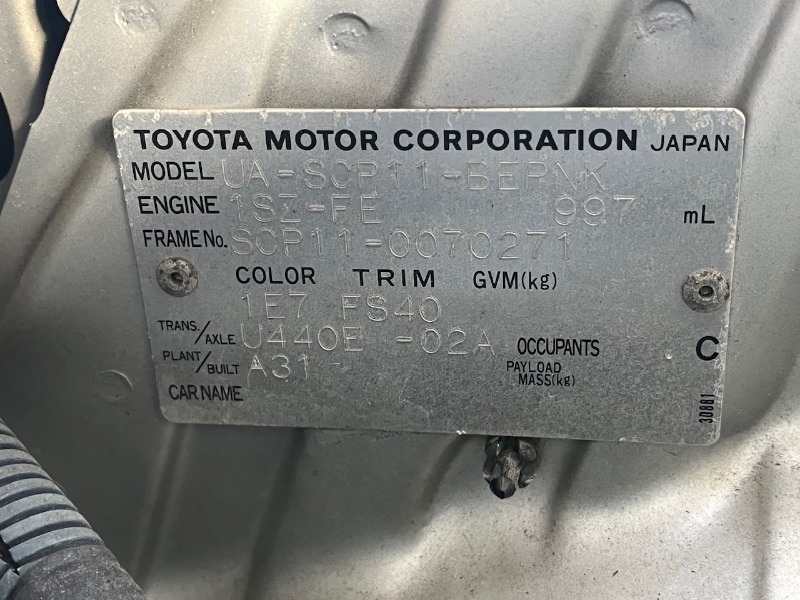 TOYOTA MOTOR CORPORATION JAPAN
MODEL UA-SCP11-BEPNK
ENGINE 1SZ-FE 997 mL
FRAME No. SCP11-0070271
COLOR TRIM GVM(kg)
1E7 FS40
TRANS./AXLE U440E -02A OCCUPANTS C
PLANT/BUILT A31 PAYLOAD MASS(kg)
CAR NAME
30881